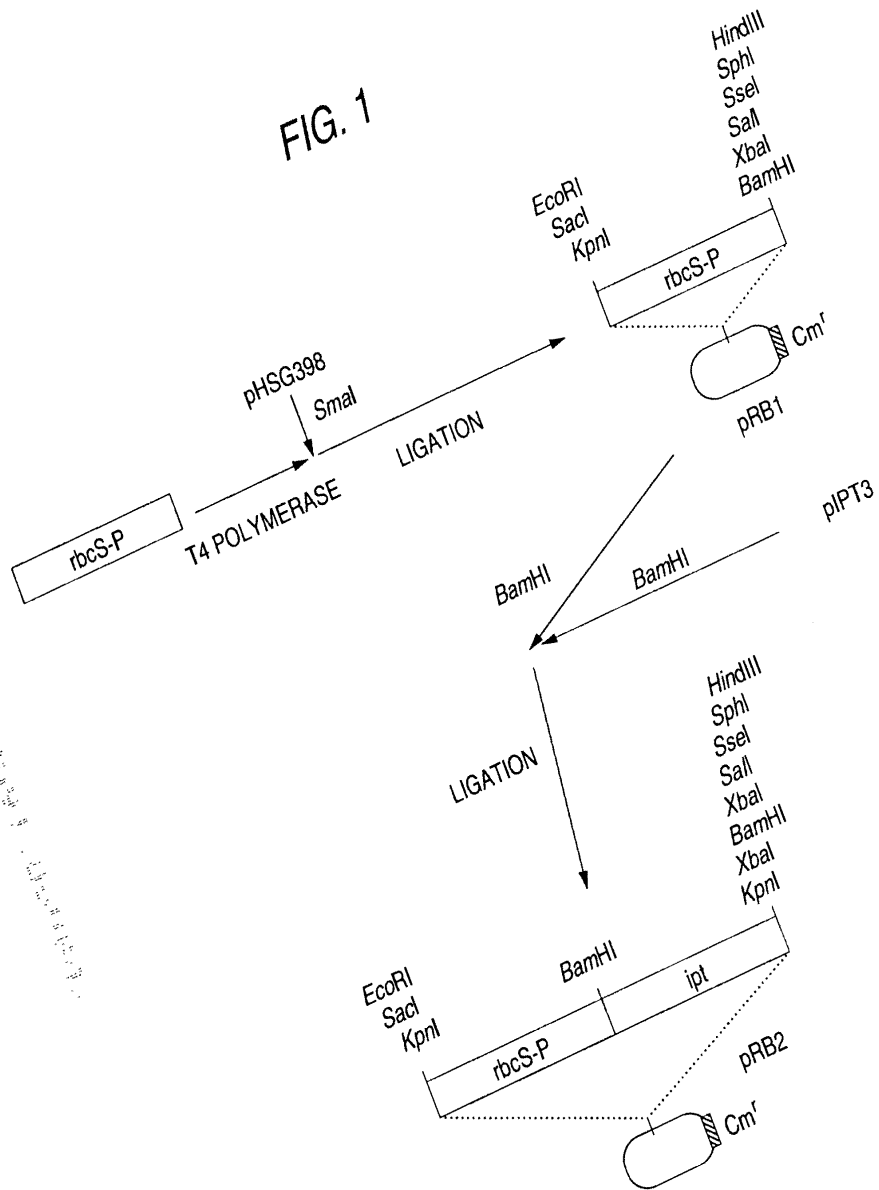 FIG. 1
HindIII
SphI
SseI
SalI
XbaI
BamHI
EcoRI
SacI
KpnI
rbcS-P
Cmr
pRB1
pHSG398
SmaI
LIGATION
rbcS-P
T4 POLYMERASE
pIPT3
BamHI
BamHI
LIGATION
HindIII
SphI
SseI
SalI
XbaI
BamHI
XbaI
KpnI
EcoRI
SacI
KpnI
BamHI
rbcS-P
ipt
pRB2
Cmr